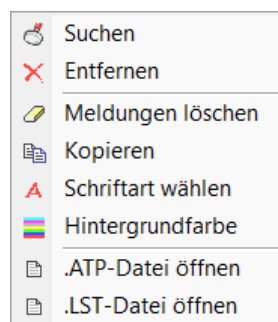 Suchen
Entfernen
Meldungen löschen
Kopieren
Schriftart wählen
Hintergrundfarbe
.ATP-Datei öffnen
.LST-Datei öffnen